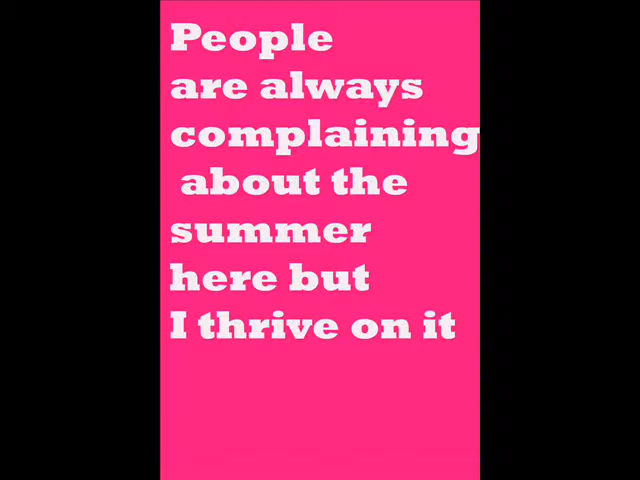 People
are always
complaining
about the
summer
here but
I thrive on it